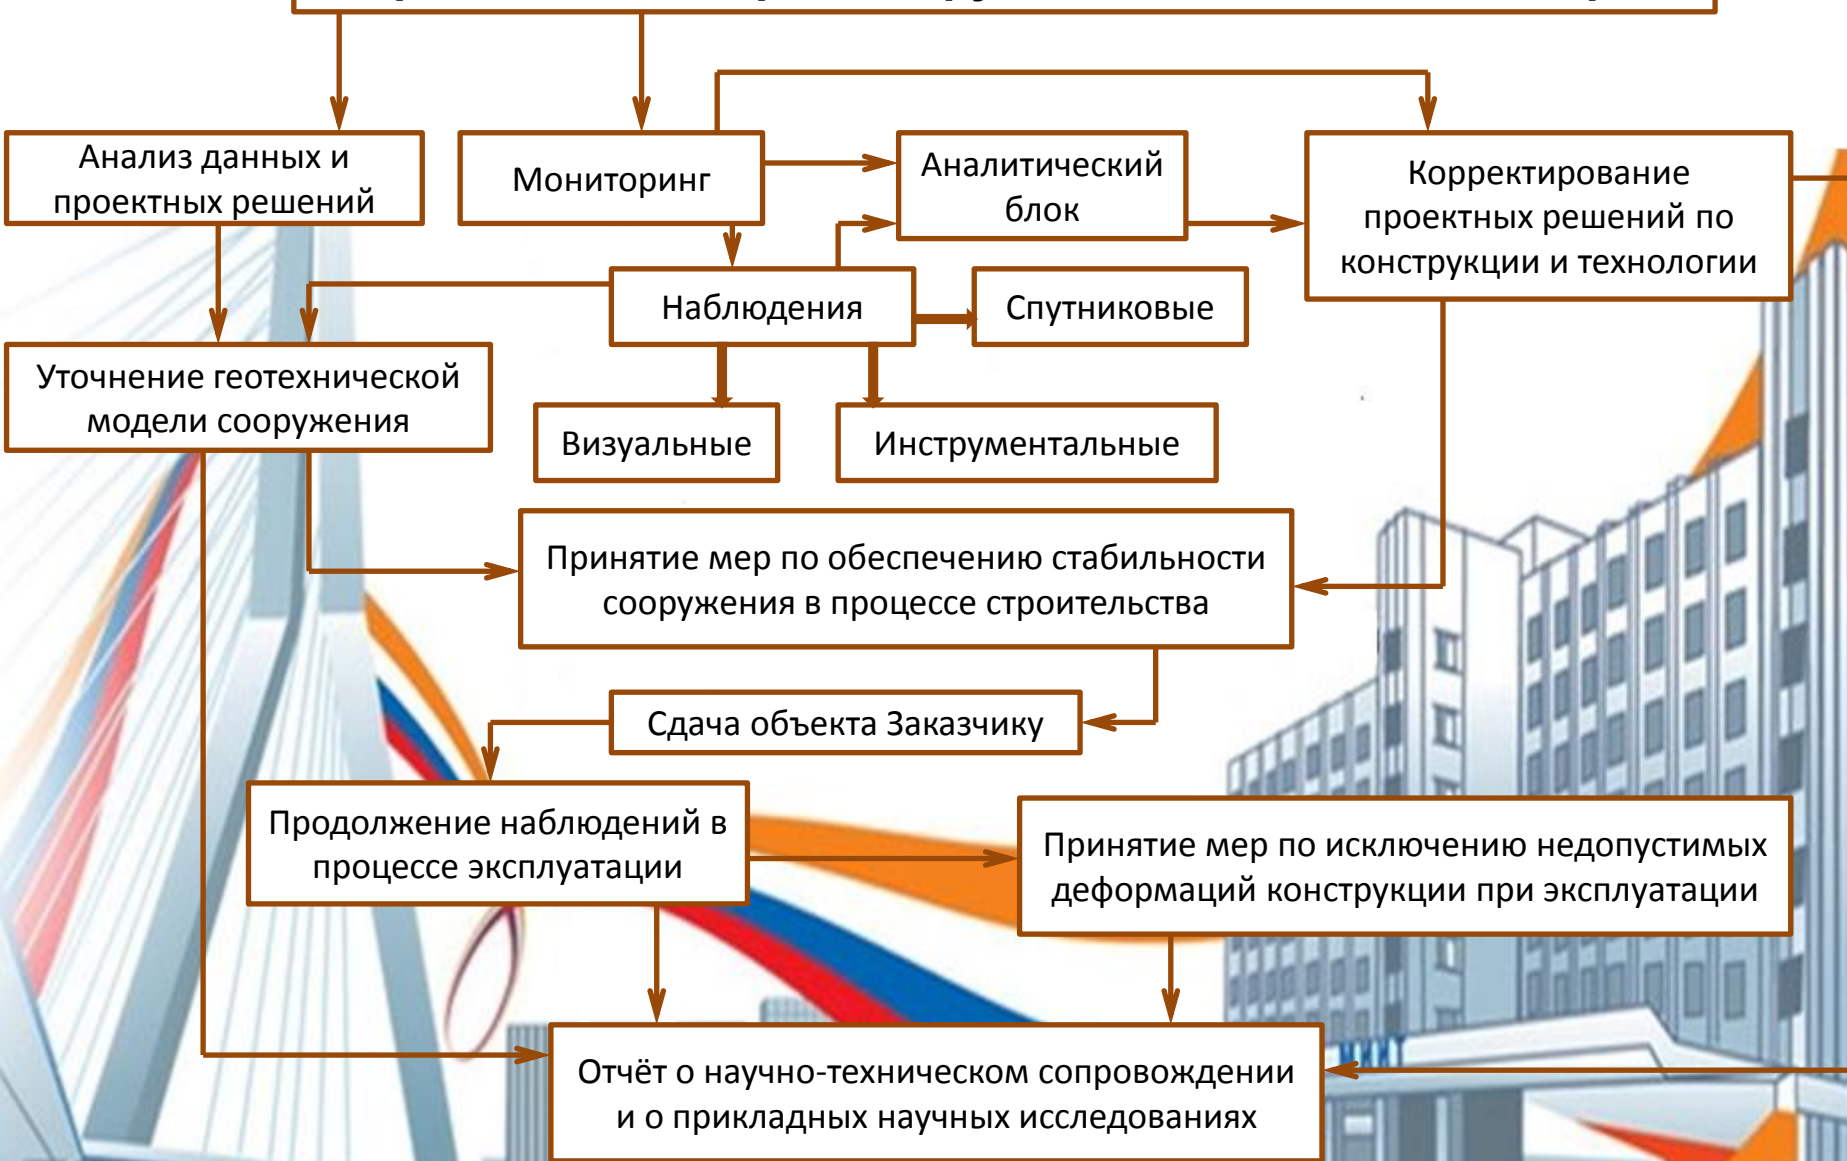 Анализ данных и
проектных решений
Мониторинг
Аналитический
блок
Корректирование
проектных решений по
конструкции и технологии
Наблюдения
Спутниковые
Уточнение геотехнической
модели сооружения
Визуальные
Инструментальные
Принятие мер по обеспечению стабильности
сооружения в процессе строительства
Сдача объекта Заказчику
Продолжение наблюдений в
процессе эксплуатации
Принятие мер по исключению недопустимых
деформаций конструкции при эксплуатации
Отчёт о научно-техническом сопровождении
и о прикладных научных исследованиях